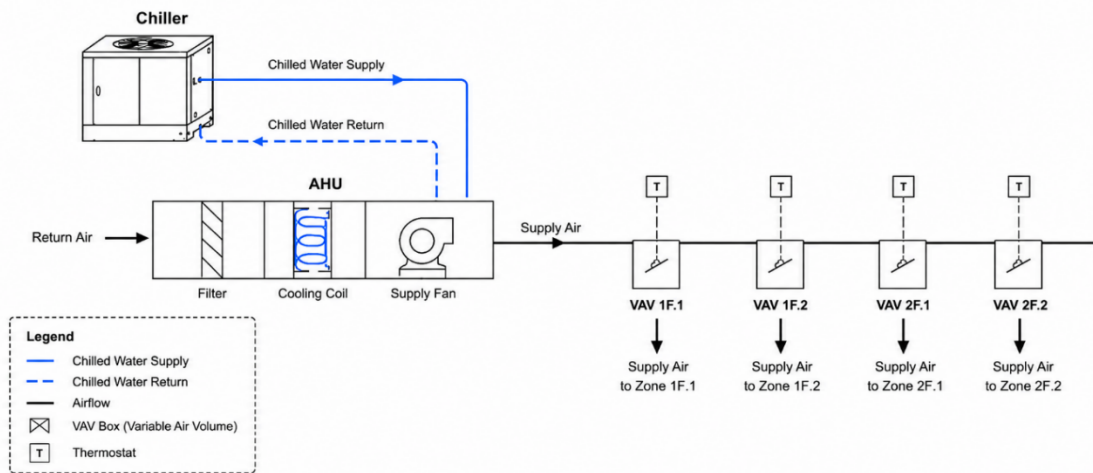 Chiller
Chilled Water Supply
Chilled Water Return
AHU
Return Air
Filter
Cooling Coil
Supply Fan
Supply Air
T
T
T
T
VAV 1F.1
VAV 1F.2
VAV 2F.1
VAV 2F.2
Supply Air
to Zone 1F.1
Supply Air
to Zone 1F.2
Supply Air
to Zone 2F.1
Supply Air
to Zone 2F.2
Legend
Chilled Water Supply
Chilled Water Return
Airflow
VAV Box (Variable Air Volume)
T
Thermostat